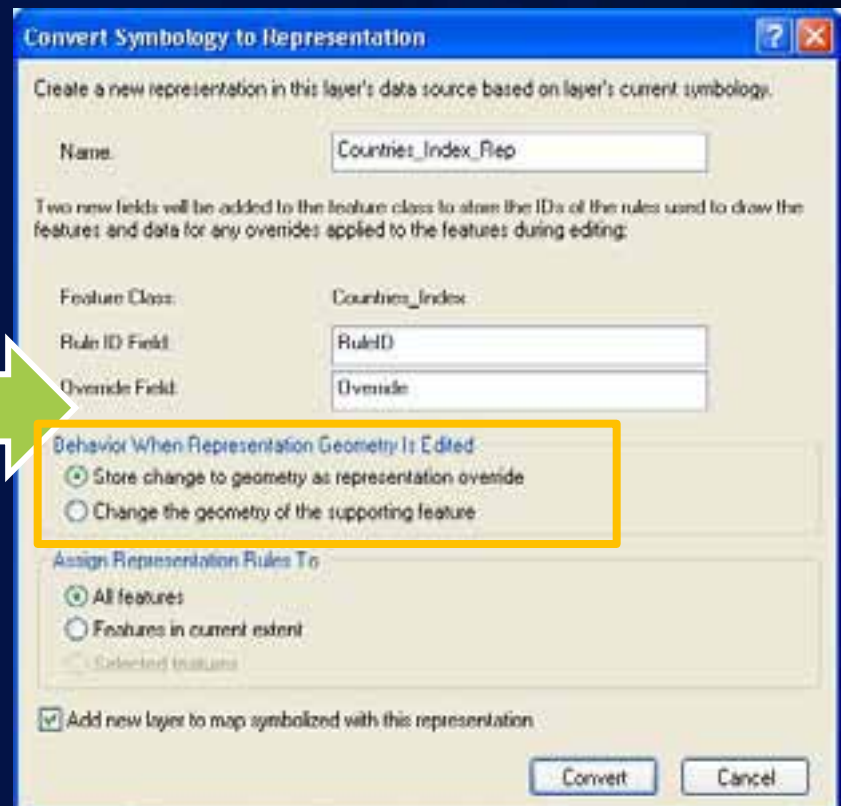 Convert Symbology to Representation
Create a new representation in this layer's data source based on layer's current symbology.
Name: Countries_Index_Rep
Two new fields will be added to the feature class to store the IDs of the rules used to draw the
features and data for any overrides applied to the features during editing:
Feature Class: Countries_Index
Rule ID Field: RuleID
Override Field: Override
Behavior When Representation Geometry Is Edited
Store change to geometry as representation override
Change the geometry of the supporting feature
Assign Representation Rules To
All features
Features in current extent
Selected features
Add new layer to map symbolized with this representation
Convert Cancel